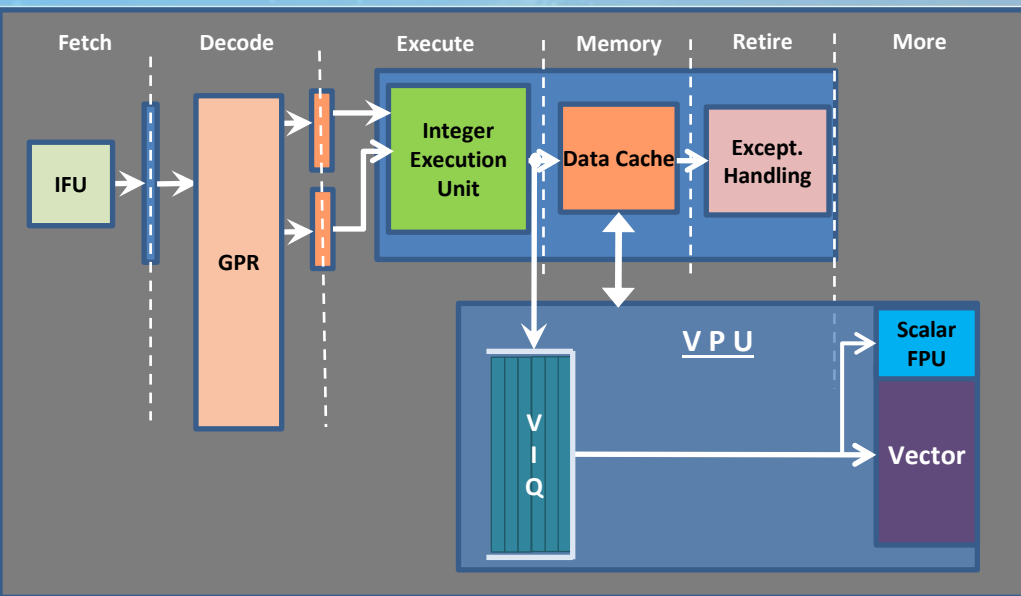 Fetch Decode Execute Memory Retire More
IFU
GPR
Integer
Execution
Unit
Data Cache
Except.
Handling
V P U
Scalar
FPU
V
I
Q
Vector